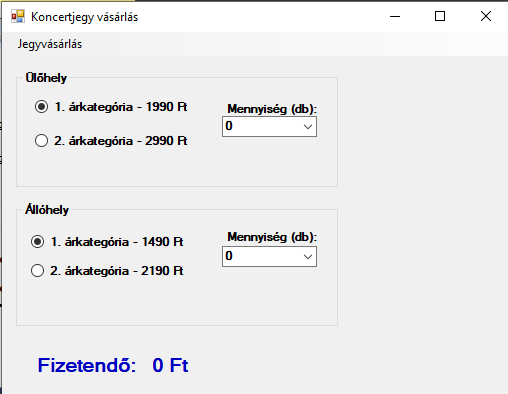 Koncertjegy vásárlás
Jegyvásárlás
Ülőhely
1. árkategória - 1990 Ft
Mennyiség (db):
0
2. árkategória - 2990 Ft
Állóhely
1. árkategória - 1490 Ft
Mennyiség (db):
0
2. árkategória - 2190 Ft
Fizetendő: 0 Ft